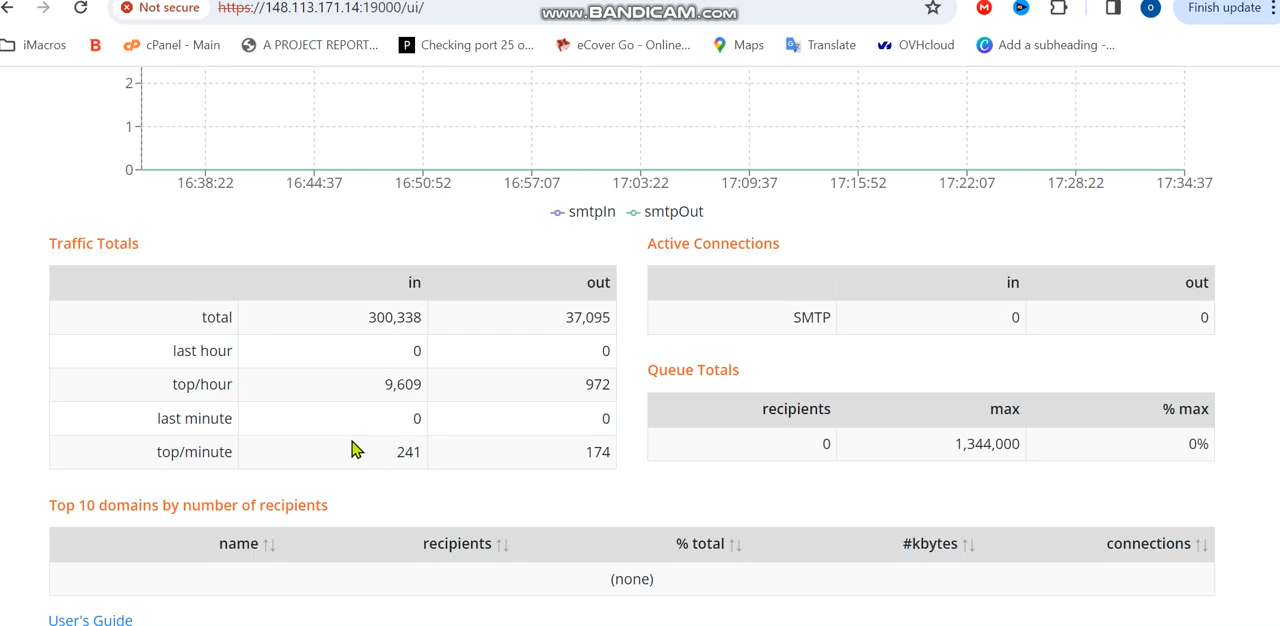 Not secure https://148.113.171.14:19000/ui/ www.BANDICAM.com M O Finish update
iMacros B cP cPanel - Main A PROJECT REPORT... P Checking port 25 o... eCover Go - Online... Maps Translate OVHcloud C Add a subheading -...
2
1
0
16:38:22 16:44:37 16:50:52 16:57:07 17:03:22 17:09:37 17:15:52 17:22:07 17:28:22 17:34:37
smtpIn smtpOut
Traffic Totals
in out
total 300,338 37,095
last hour 0 0
top/hour 9,609 972
last minute 0 0
top/minute 241 174
Active Connections
in out
SMTP 0 0
Queue Totals
recipients max % max
0 1,344,000 0%
Top 10 domains by number of recipients
name recipients % total #kbytes connections
(none)
User's Guide